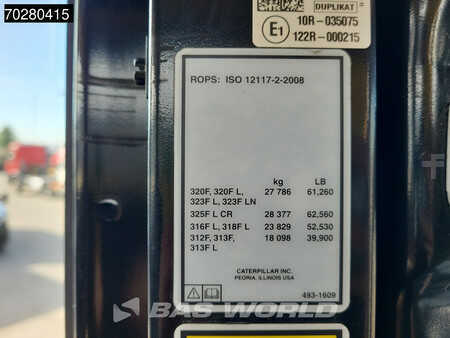 70280415
DUPLIKAT
10R-035075
E1
122R-000215
ROPS: ISO 12117-2-2008
kg LB
320F, 320F L, 27 786 61,260
323F L, 323F LN
325F L CR 28 377 62,560
316F L, 318F L 23 829 52,530
312F, 313F, 18 098 39,900
313F L
CATERPILLAR INC.
PEORIA, ILLINOIS USA
493-1609
BAS WORLD